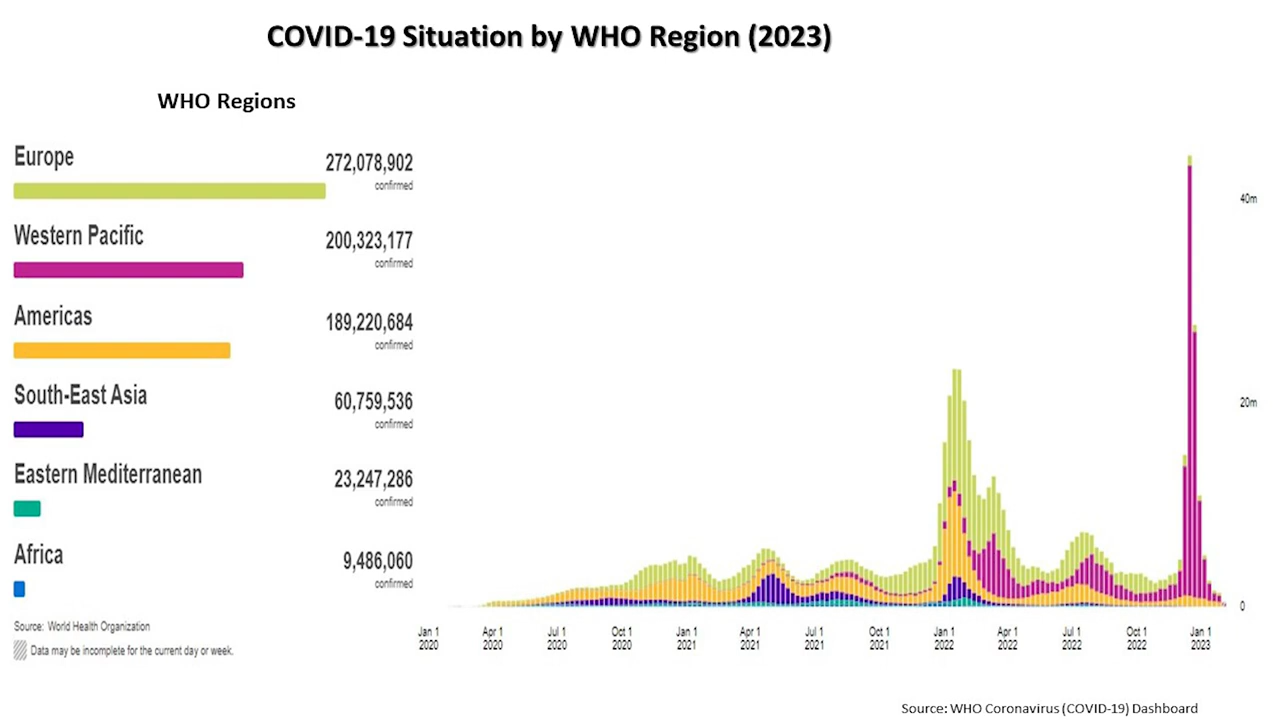 COVID-19 Situation by WHO Region (2023)
WHO Regions
Europe
272,078,902
confirmed
Western Pacific
200,323,177
confirmed
Americas
189,220,684
confirmed
South-East Asia
60,759,536
confirmed
Eastern Mediterranean
23,247,286
confirmed
Africa
9,486,060
confirmed
Source: World Health Organization
Data may be incomplete for the current day or week.
40m
20m
0
Jan 1 Apr 1 Jul 1 Oct 1 Jan 1 Apr 1 Jul 1 Oct 1 Jan 1 Apr 1 Jul 1 Oct 1 Jan 1
2020 2020 2020 2020 2021 2021 2021 2021 2022 2022 2022 2022 2023
Source: WHO Coronavirus (COVID-19) Dashboard